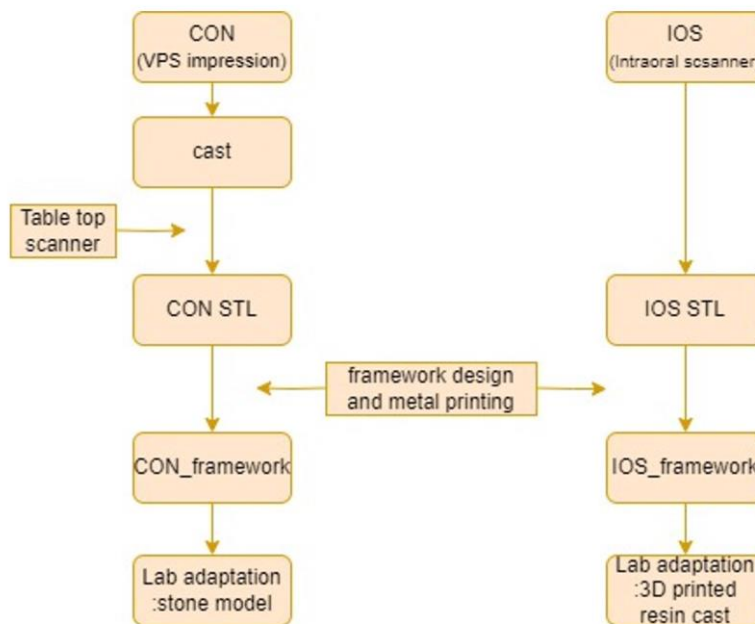 CON
(VPS impression)
IOS
(Intraoral scsanner
cast
Table top
scanner
CON STL
IOS STL
framework design
and metal printing
CON_framework
IOS_framework
Lab adaptation
:stone model
Lab adaptation
:3D printed
resin cast